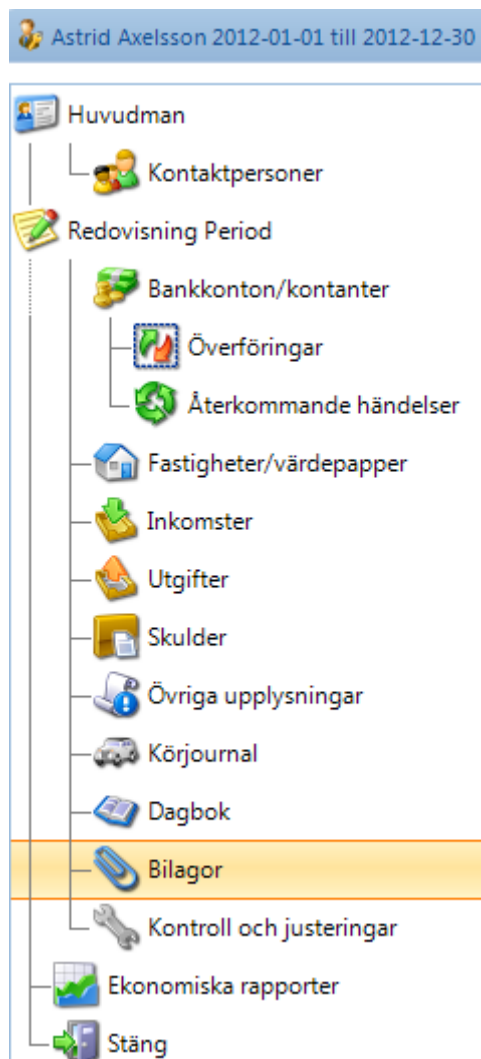 Astrid Axelsson 2012-01-01 till 2012-12-30
Huvudman
Kontaktpersoner
Redovisning Period
Bankkonton/kontanter
Överföringar
Återkommande händelser
Fastigheter/värdepapper
Inkomster
Utgifter
Skulder
Övriga upplysningar
Körjournal
Dagbok
Bilagor
Kontroll och justeringar
Ekonomiska rapporter
Stäng